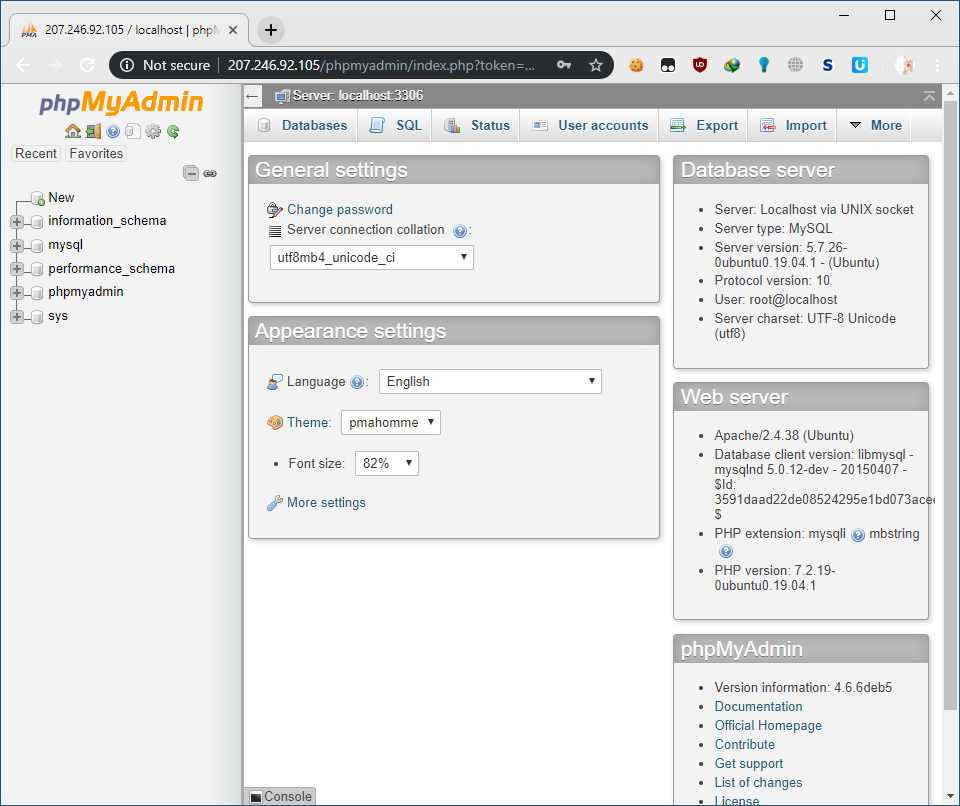 207.246.92.105 / localhost | phpM
Not secure 207.246.92.105/phpmyadmin/index.php?token=...
phpMyAdmin
Recent Favorites
New
information_schema
mysql
performance_schema
phpmyadmin
sys
Server: localhost:3306
Databases SQL Status User accounts Export Import More
General settings
Change password
Server connection collation :
utf8mb4_unicode_ci
Appearance settings
Language : English
Theme: pmahomme
Font size: 82%
More settings
Database server
Server: Localhost via UNIX socket
Server type: MySQL
Server version: 5.7.26-
0ubuntu0.19.04.1 - (Ubuntu)
Protocol version: 10
User: root@localhost
Server charset: UTF-8 Unicode
(utf8)
Web server
Apache/2.4.38 (Ubuntu)
Database client version: libmysql -
mysqlnd 5.0.12-dev - 20150407 -
$Id:
3591daad22de08524295e1bd073acee
$
PHP extension: mysqli mbstring
PHP version: 7.2.19-
0ubuntu0.19.04.1
phpMyAdmin
Version information: 4.6.6deb5
Documentation
Official Homepage
Contribute
Get support
List of changes
License
Console